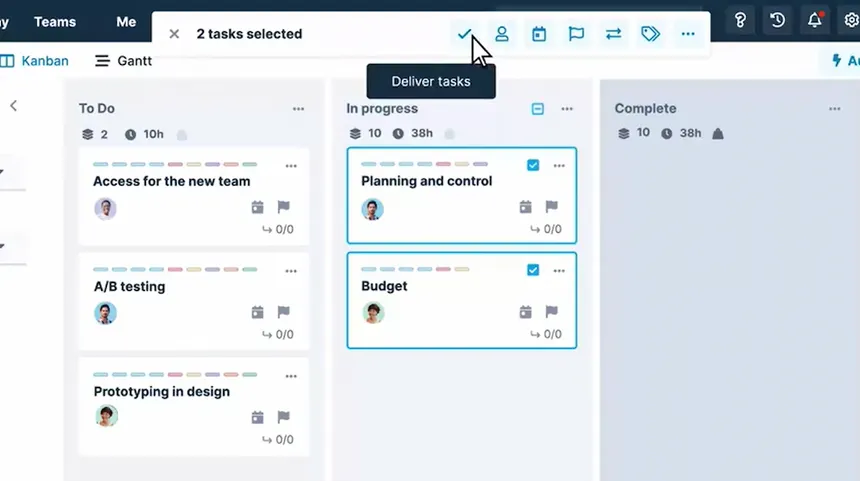 Teams
Me
2 tasks selected
Kanban
Gantt
Deliver tasks
To Do
2 10h
Access for the new team
0/0
A/B testing
0/0
Prototyping in design
0/0
In progress
10 38h
Planning and control
0/0
Budget
0/0
Complete
10 38h